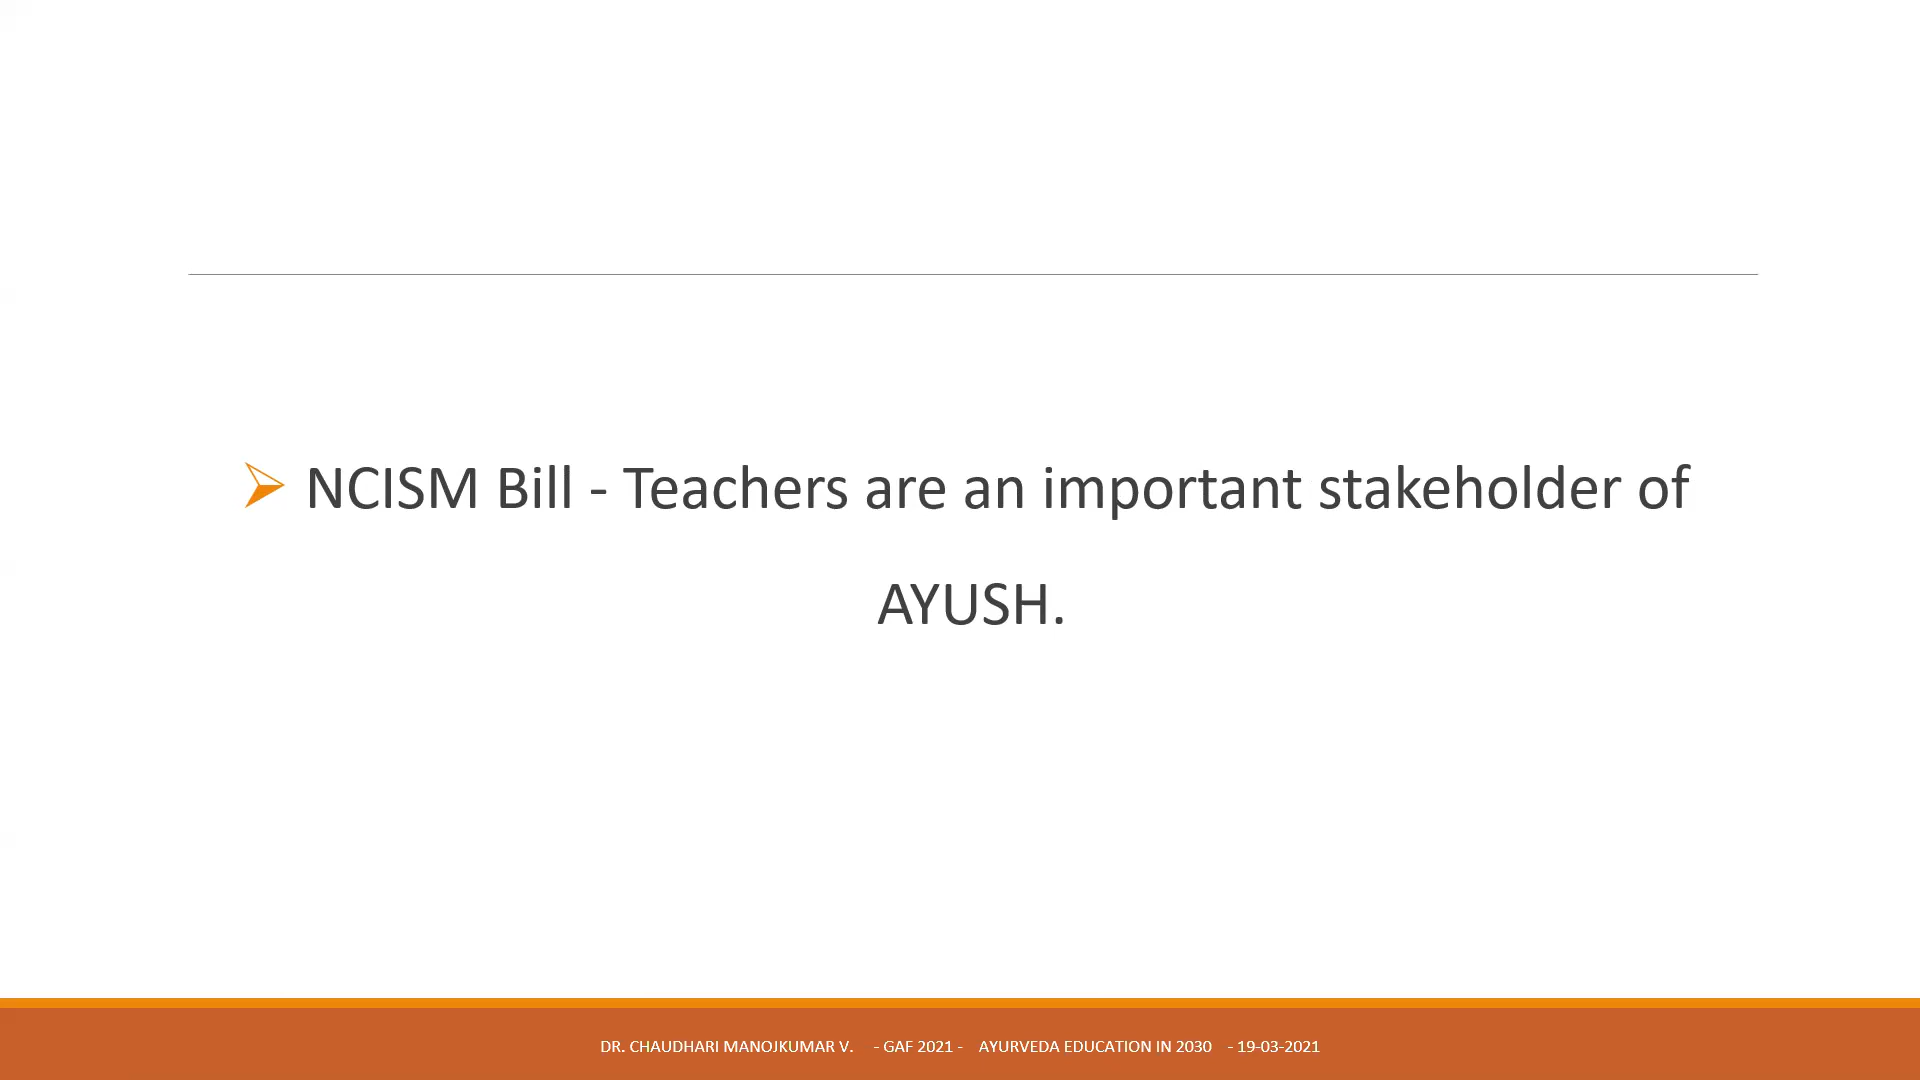 NCISM Bill - Teachers are an important stakeholder of
AYUSH.
DR. CHAUDHARI MANOJKUMAR V. - GAF 2021 - AYURVEDA EDUCATION IN 2030 - 19-03-2021